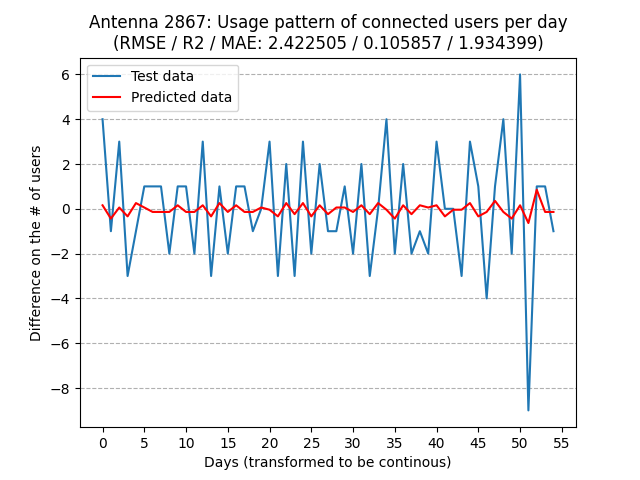 Antenna 2867: Usage pattern of connected users per day
(RMSE / R2 / MAE: 2.422505 / 0.105857 / 1.934399)
Test data
Predicted data
Difference on the # of users
6
4
2
0
−2
−4
−6
−8
0 5 10 15 20 25 30 35 40 45 50 55
Days (transformed to be continous)